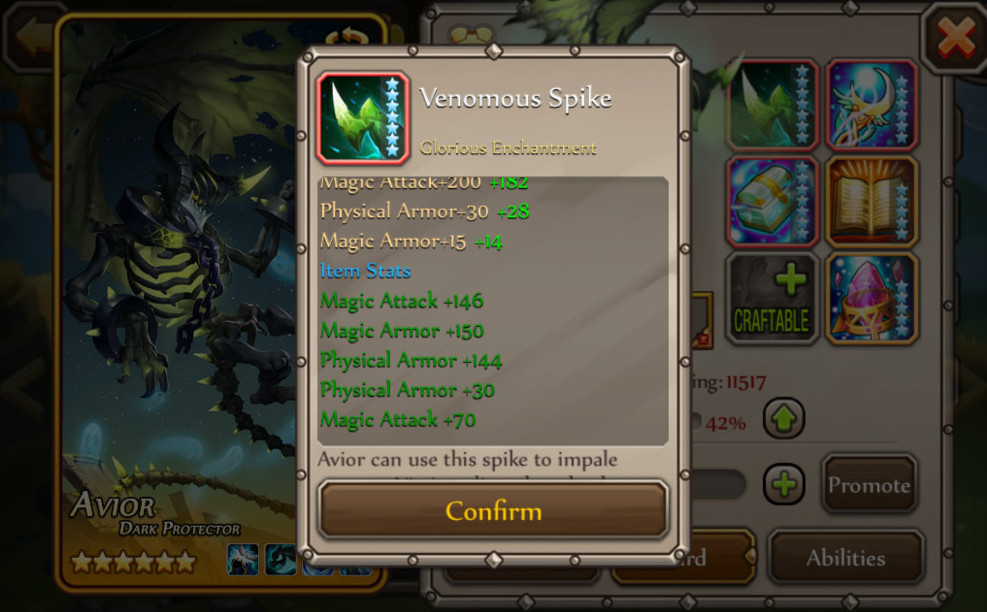 Venomous Spike
Glorious Enchantment
Magic Attack+200 +182
Physical Armor+30 +28
Magic Armor+15 +14
Item Stats
Magic Attack +146
Magic Armor +150
Physical Armor +144
Physical Armor +30
Magic Attack +70
Avior can use this spike to impale
Confirm
AVIOR
DARK PROTECTOR
CRAFTABLE
ing: 11517
42%
Promote
rd
Abilities